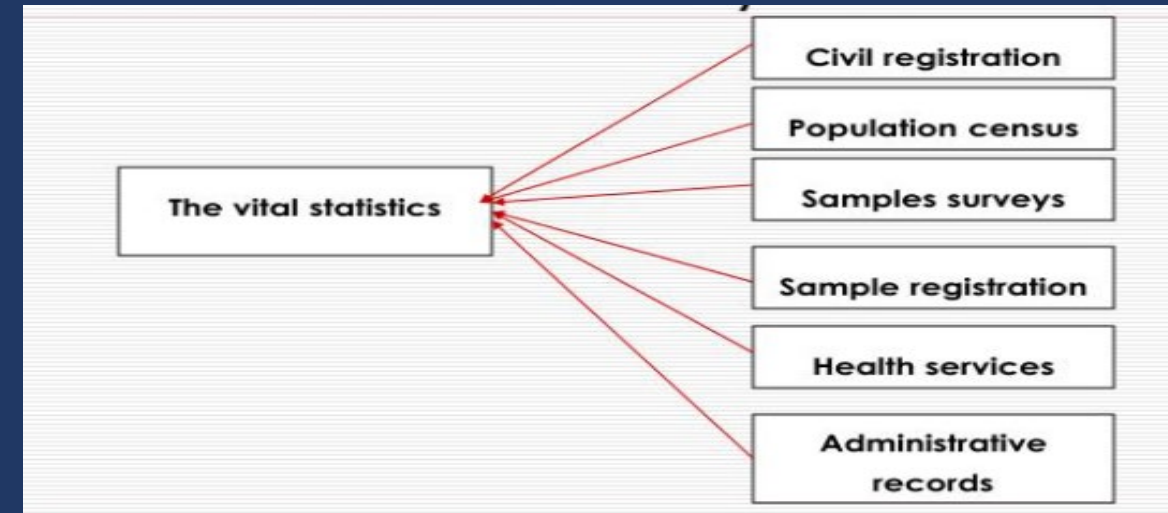 The vital statistics
Civil registration
Population census
Samples surveys
Sample registration
Health services
Administrative
records